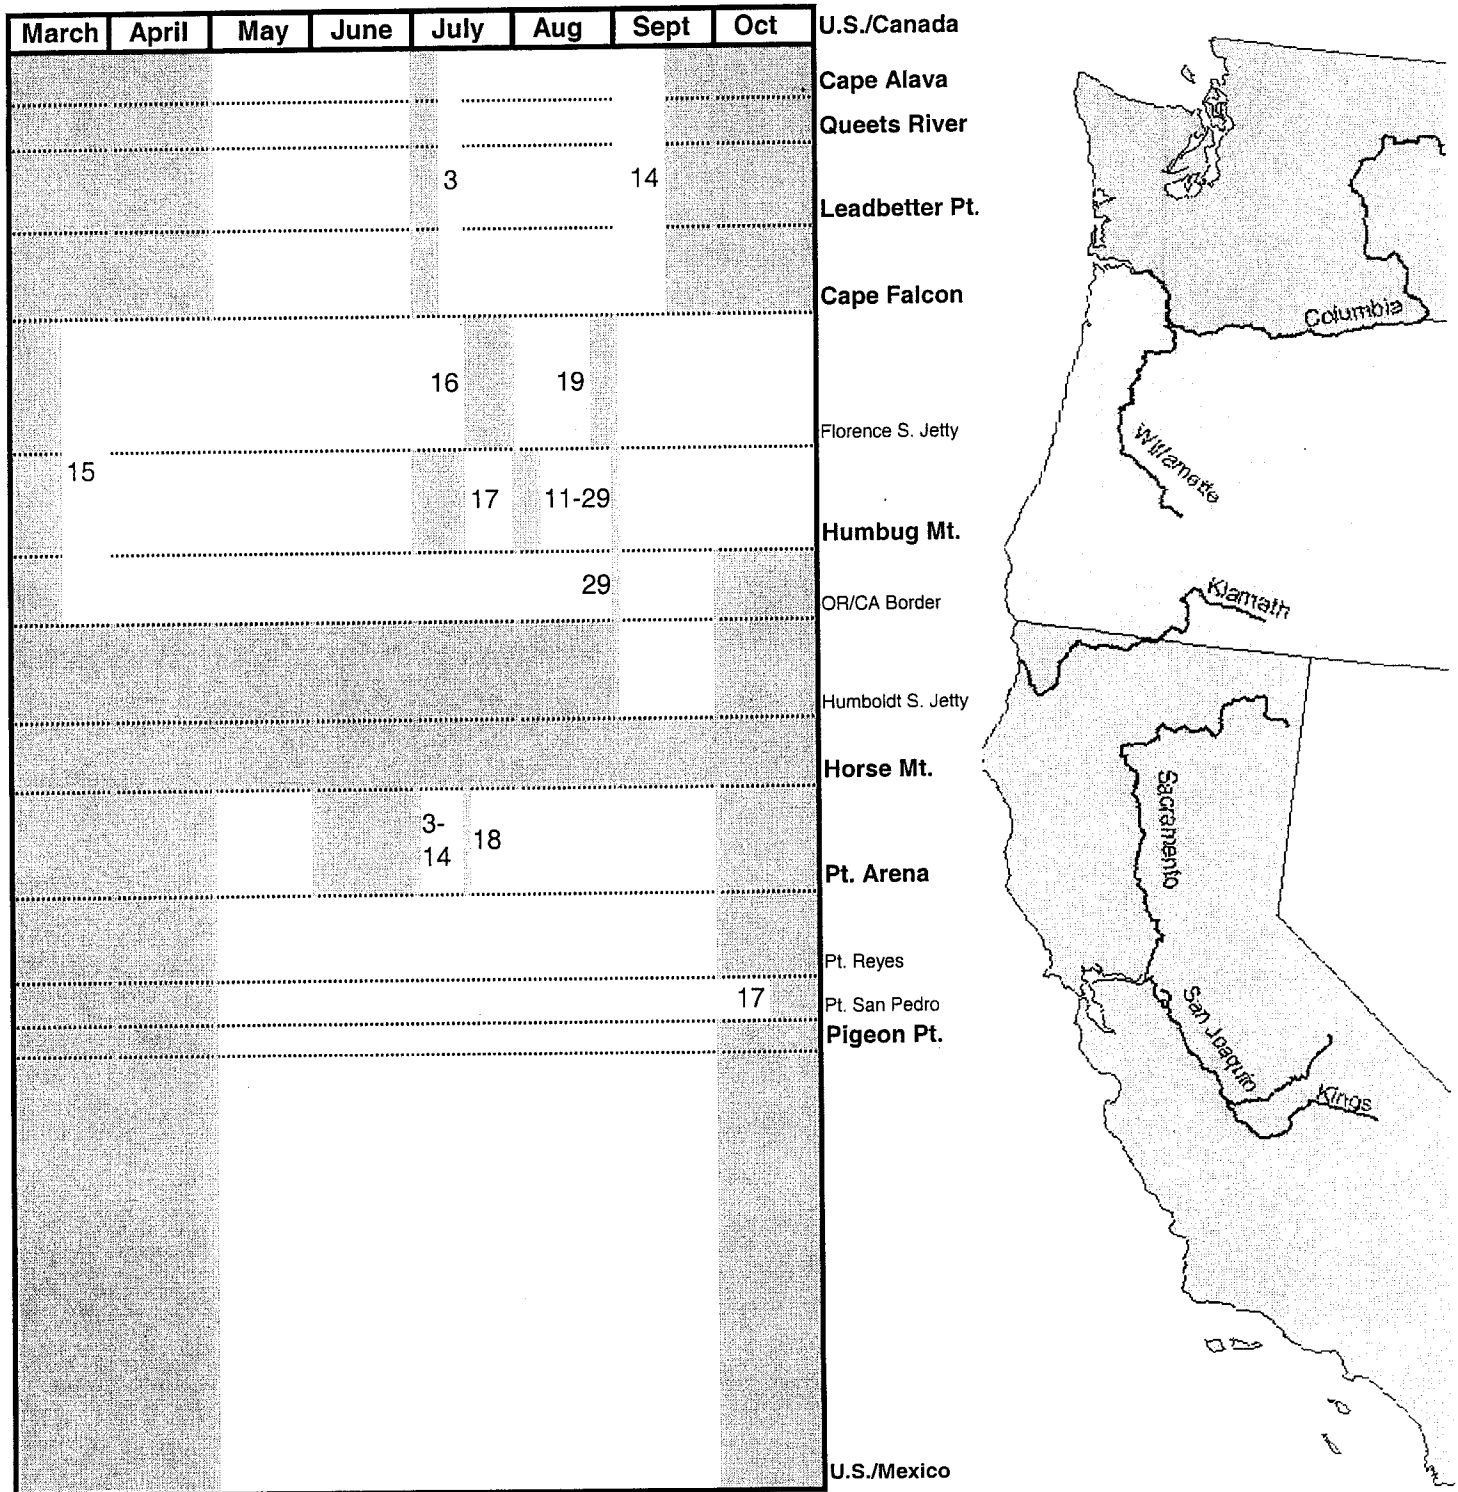 March April May June July Aug Sept Oct
U.S./Canada
Cape Alava
Queets River
3 14
Leadbetter Pt.
Cape Falcon
16 19
Florence S. Jetty
15
17 11-29
Humbug Mt.
29
OR/CA Border
Humboldt S. Jetty
Horse Mt.
3-
14
18
Pt. Arena
Pt. Reyes
17
Pt. San Pedro
Pigeon Pt.
U.S./Mexico
Columbia
Willamette
Klamath
Sacramento
San Joaquin
Kings